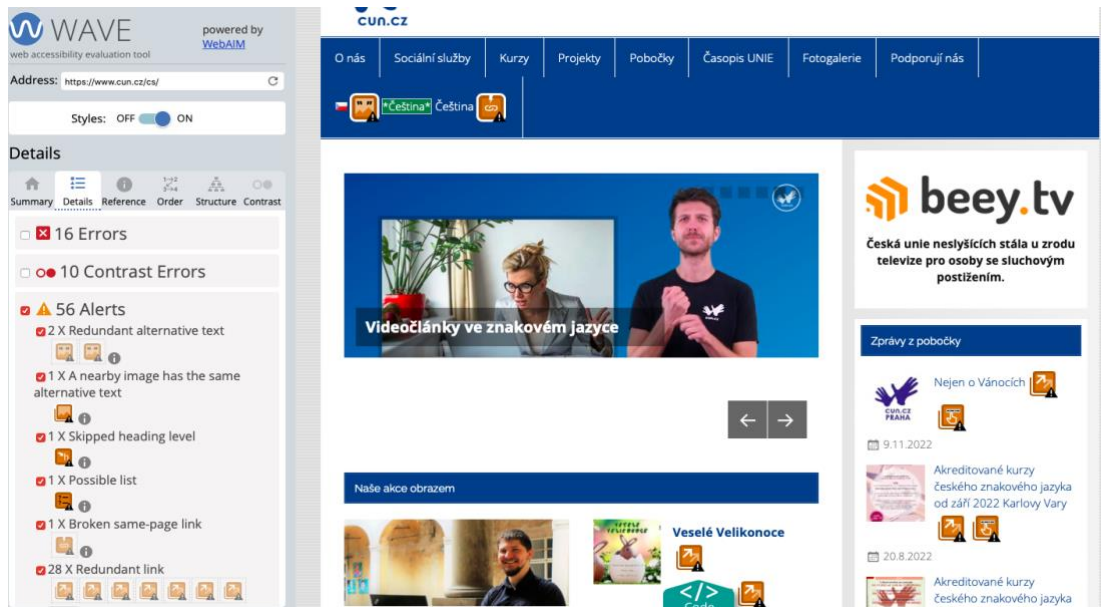 WAVE
powered by
WebAIM
web accessibility evaluation tool
Address: https://www.cun.cz/cs/
Styles: OFF ON
Details
Summary Details Reference Order Structure Contrast
16 Errors
10 Contrast Errors
56 Alerts
2 X Redundant alternative text
1 X A nearby image has the same
alternative text
1 X Skipped heading level
1 X Possible list
1 X Broken same-page link
28 X Redundant link
cun.cz
O nás Sociální služby Kurzy Projekty Pobočky Časopis UNIE Fotogalerie Podporují nás
*Čeština* Čeština
Videočlánky ve znakovém jazyce
Naše akce obrazem
Veselé Velikonoce
</>
Code
beey.tv
Česká unie neslyšících stála u zrodu
televize pro osoby se sluchovým
postižením.
Zprávy z pobočky
Nejen o Vánocích
cun.cz
PRAHA
9.11.2022
Akreditované kurzy
českého znakového jazyka
od září 2022 Karlovy Vary
20.8.2022
Akreditované kurzy
českého znakového jazyka